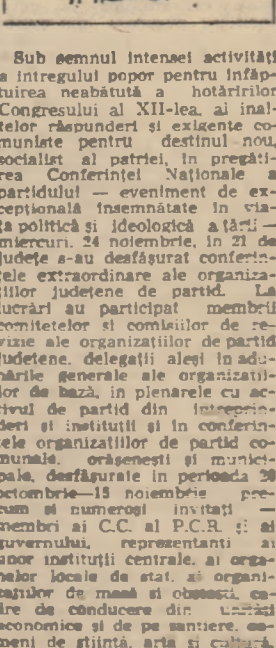 Sub semnul intensei activități
a întregului popor pentru înfăp-
tuirea neabătută a hotărîrilor
Congresului al XII-lea, al înal-
telor răspunderi și exigențe co-
muniste pentru destinul nou,
socialist al patriei, în pregăti-
rea Conferinței Naționale a
partidului — eveniment de ex-
cepțională însemnătate în via-
ța politică și ideologică a țării —
miercuri, 24 noiembrie, în 21 de
județe s-au desfășurat conferin-
țele extraordinare ale organiza-
țiilor județene de partid. La
lucrări au participat membrii
comitetelor și comisiilor de re-
vizie ale organizațiilor de partid
județene, delegații aleși în adu-
nările generale ale organizații-
lor de bază, în plenarele cu ac-
tivul de partid din întreprin-
deri și instituții și în conferin-
țele organizațiilor de partid co-
munale, orășenești și munici-
pale, desfășurate în perioada 20
octombrie—15 noiembrie pre-
cum și numeroși invitați —
membri ai C.C. al P.C.R. și ai
guvernului, reprezentanți ai
unor instituții centrale, ai orga-
nelor locale de stat, ai organi-
zațiilor de masă și obștești, ca-
dre de conducere din unități
economice și de pe șantiere, oa-
meni de știință, artă și cultură,